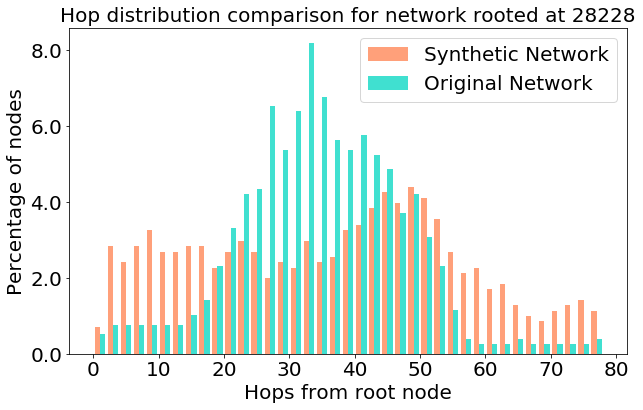 Hop distribution comparison for network rooted at 28228
Synthetic Network
Original Network
Percentage of nodes
8.0
6.0
4.0
2.0
0.0
0 10 20 30 40 50 60 70 80
Hops from root node